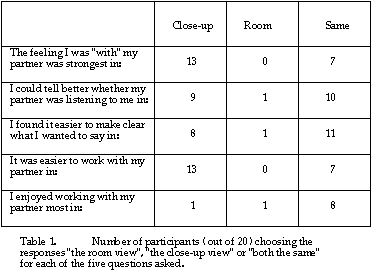 Close-up Room Same
The feeling I was "with" my
partner was strongest in: 13 0 7
I could tell better whether my
partner was listening to me in: 9 1 10
I found it easier to make clear
what I wanted to say in: 8 1 11
It was easier to work with my
partner in: 13 0 7
I enjoyed working with my
partner most in: 1 1 8
Table 1. Number of participants (out of 20) choosing the
responses "the room view", "the close-up view" or "both the same"
for each of the five questions asked.